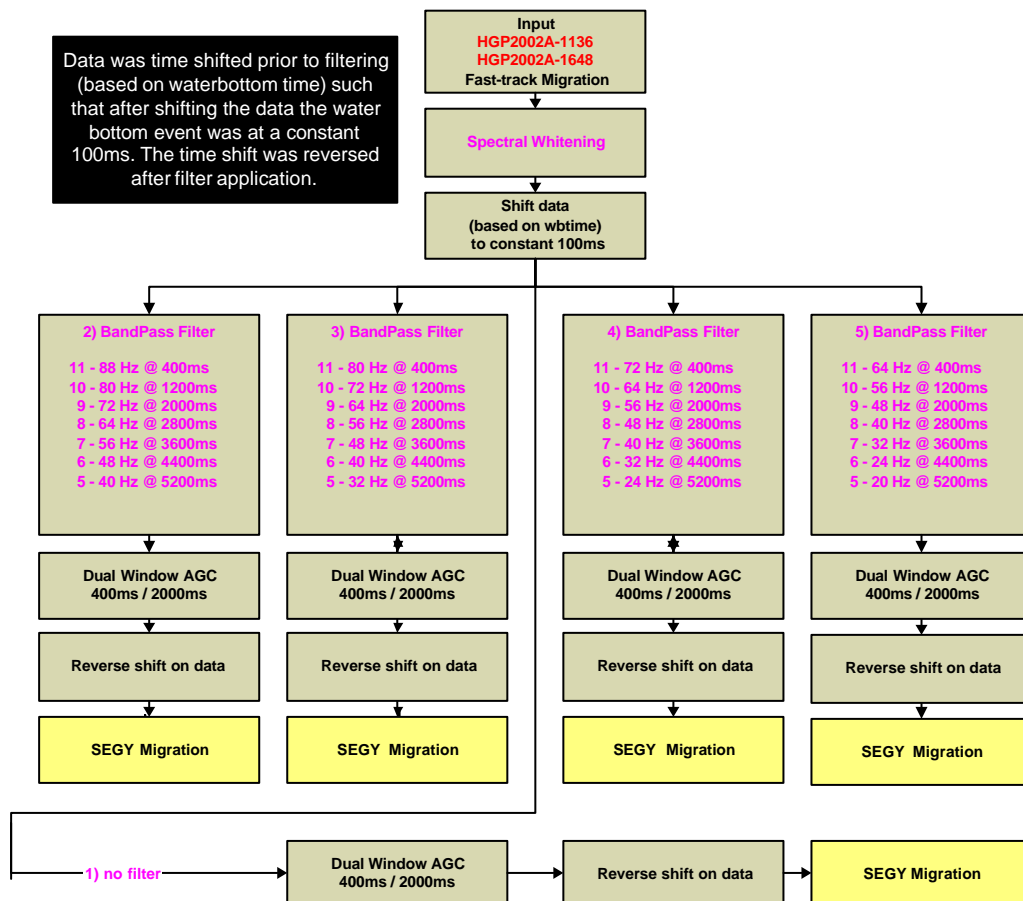 Input
HGP2002A-1136
HGP2002A-1648
Fast-track Migration
Data was time shifted prior to filtering
(based on waterbottom time) such
that after shifting the data the water
bottom event was at a constant
100ms. The time shift was reversed
after filter application.
Spectral Whitening
Shift data
(based on wbtime)
to constant 100ms
2) BandPass Filter
11 - 88 Hz @ 400ms
10 - 80 Hz @ 1200ms
9 - 72 Hz @ 2000ms
8 - 64 Hz @ 2800ms
7 - 56 Hz @ 3600ms
6 - 48 Hz @ 4400ms
5 - 40 Hz @ 5200ms
3) BandPass Filter
11 - 80 Hz @ 400ms
10 - 72 Hz @ 1200ms
9 - 64 Hz @ 2000ms
8 - 56 Hz @ 2800ms
7 - 48 Hz @ 3600ms
6 - 40 Hz @ 4400ms
5 - 32 Hz @ 5200ms
4) BandPass Filter
11 - 72 Hz @ 400ms
10 - 64 Hz @ 1200ms
9 - 56 Hz @ 2000ms
8 - 48 Hz @ 2800ms
7 - 40 Hz @ 3600ms
6 - 32 Hz @ 4400ms
5 - 24 Hz @ 5200ms
5) BandPass Filter
11 - 64 Hz @ 400ms
10 - 56 Hz @ 1200ms
9 - 48 Hz @ 2000ms
8 - 40 Hz @ 2800ms
7 - 32 Hz @ 3600ms
6 - 24 Hz @ 4400ms
5 - 20 Hz @ 5200ms
Dual Window AGC
400ms / 2000ms
Dual Window AGC
400ms / 2000ms
Dual Window AGC
400ms / 2000ms
Dual Window AGC
400ms / 2000ms
Reverse shift on data
Reverse shift on data
Reverse shift on data
Reverse shift on data
SEGY Migration
SEGY Migration
SEGY Migration
SEGY Migration
1) no filter
Dual Window AGC
400ms / 2000ms
Reverse shift on data
SEGY Migration